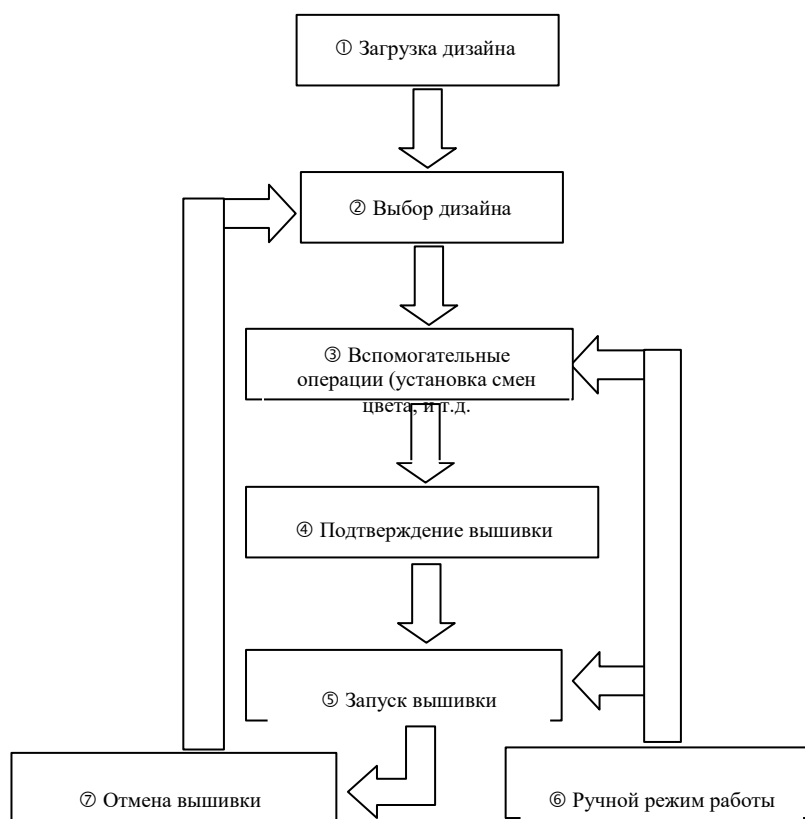 ① Загрузка дизайна
② Выбор дизайна
③ Вспомогательные
операции (установка смен
цвета, и т.д.
④ Подтверждение вышивки
⑤ Запуск вышивки
⑦ Отмена вышивки
⑥ Ручной режим работы